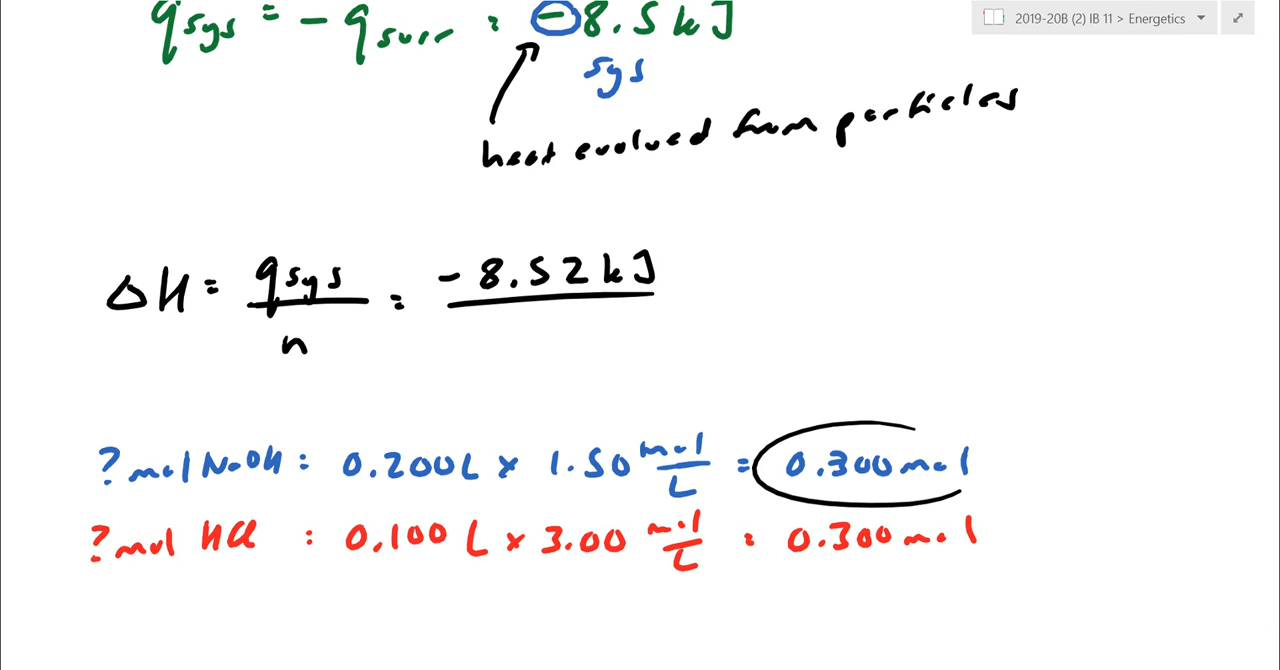 2019-20B (2) IB 11 > Energetics
qsys = - qsurr = -8.5 kJ
sys
heat evolved from particles
ΔH = qsys / n = -8.52 kJ
? mol NaOH = 0.200L × 1.50 mol/L = 0.300 mol
? mol HCl = 0.100 L × 3.00 mol/L = 0.300 mol